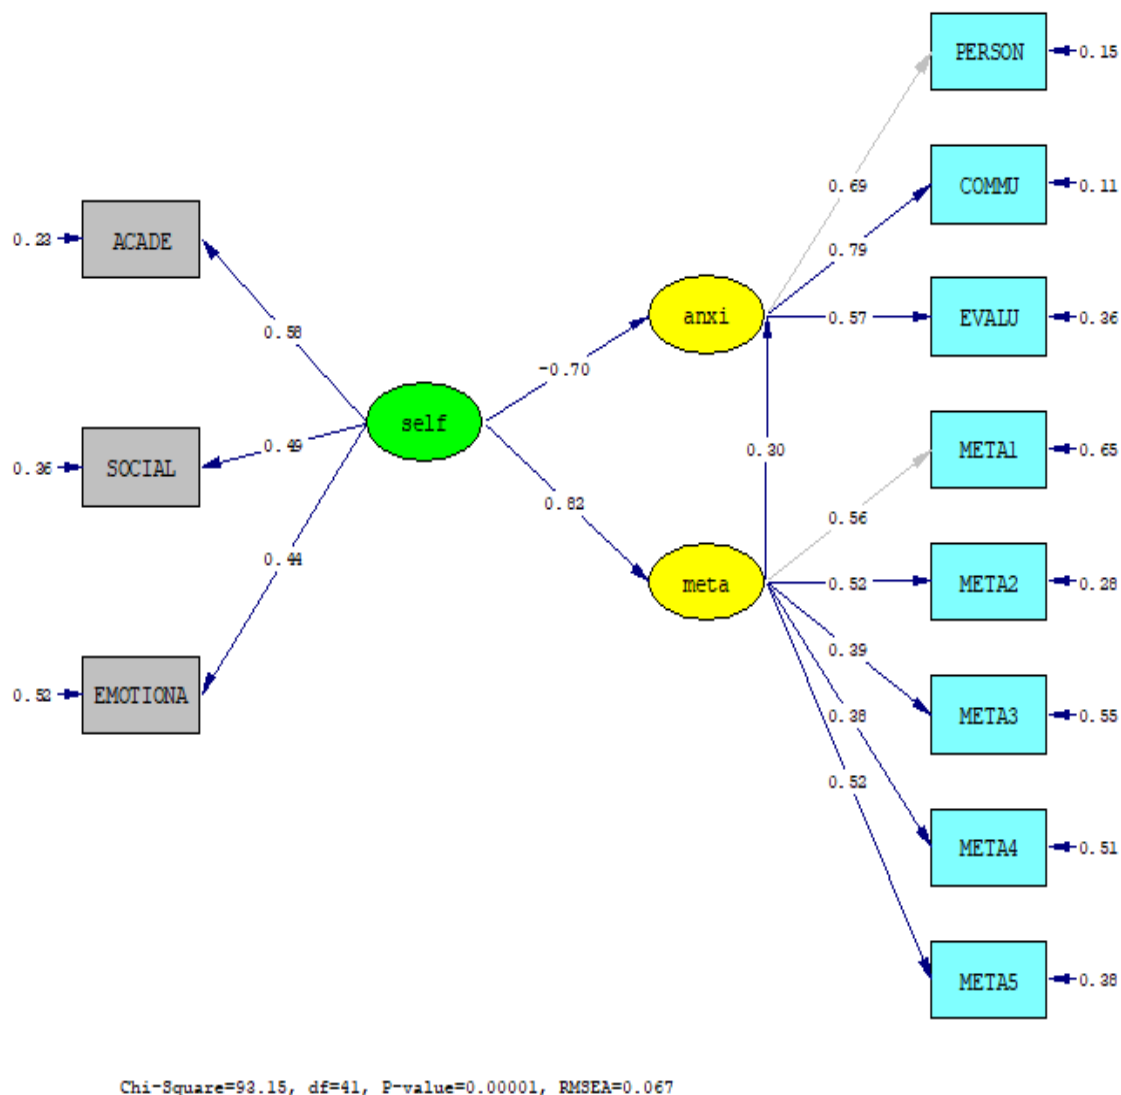 PERSON
0.15
0.69
COMMU
0.11
0.79
ACADE
0.23
0.58
anxi
0.57
EVALU
0.36
-0.70
self
0.49
SOCIAL
0.36
0.30
META1
0.65
0.56
0.82
0.44
meta
0.52
META2
0.28
0.39
EMOTIONA
0.52
META3
0.55
0.38
0.52
META4
0.51
META5
0.38
Chi-Square=93.15, df=41, P-value=0.00001, RMSEA=0.067